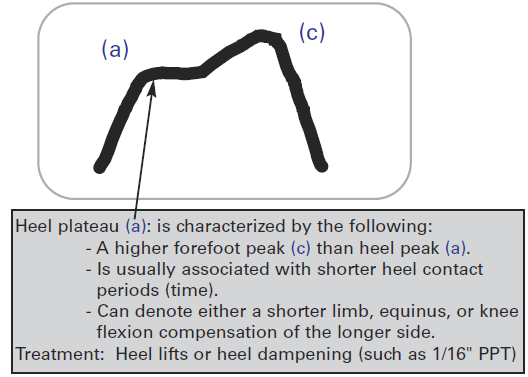 (a)
(c)
Heel plateau (a): is characterized by the following:
- A higher forefoot peak (c) than heel peak (a).
- Is usually associated with shorter heel contact
periods (time).
- Can denote either a shorter limb, equinus, or knee
flexion compensation of the longer side.
Treatment: Heel lifts or heel dampening (such as 1/16" PPT)